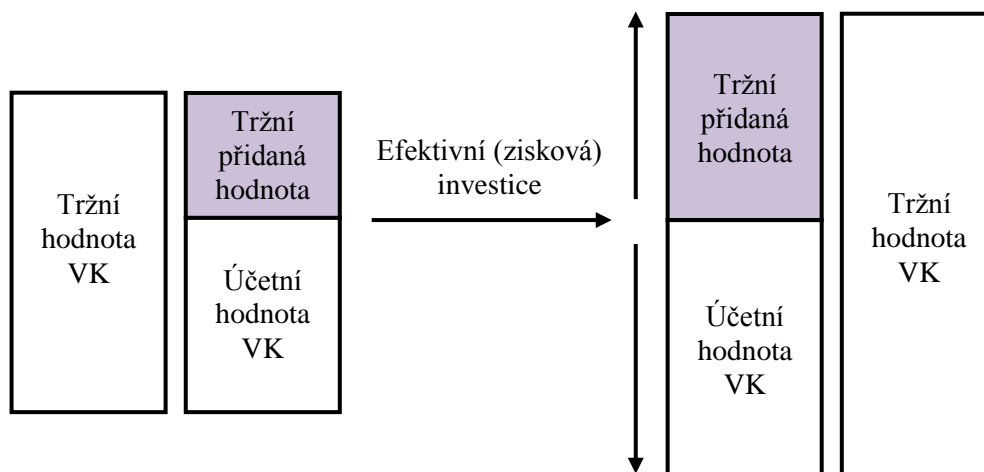 Tržní
hodnota
VK
Tržní
přidaná
hodnota
Účetní
hodnota
VK
Efektivní (zisková)
investice
Tržní
přidaná
hodnota
Účetní
hodnota
VK
Tržní
hodnota
VK